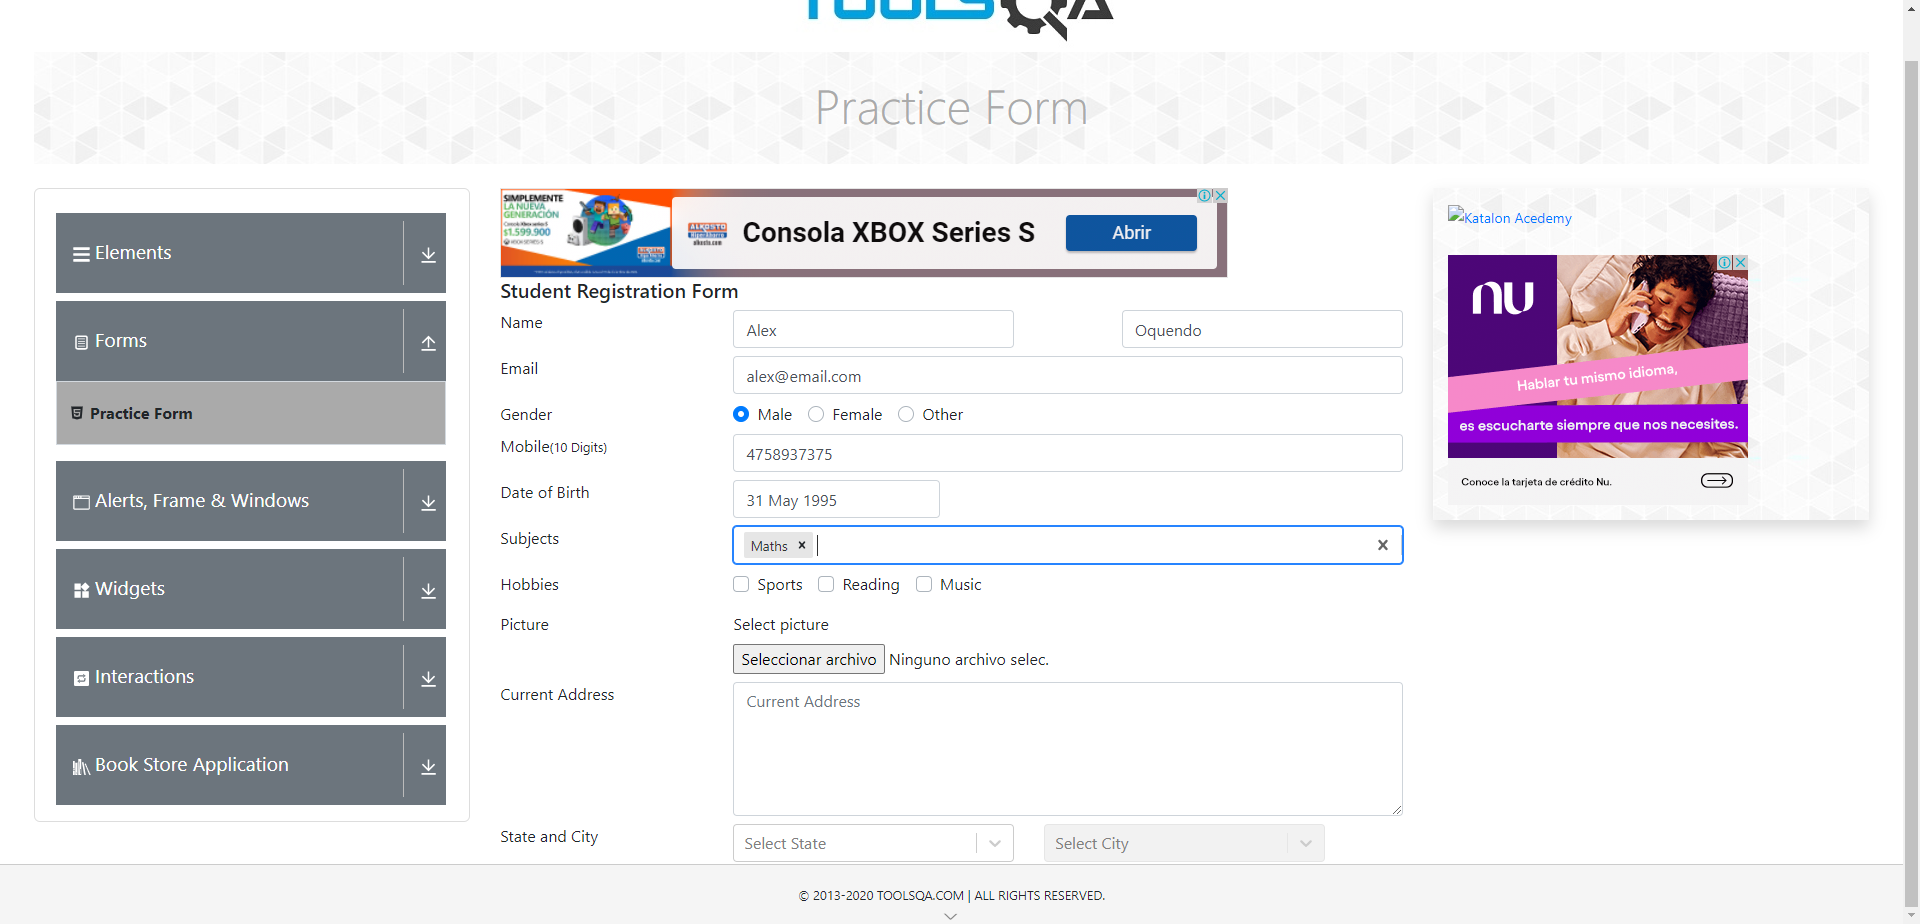 TOOLSQA
Practice Form
Elements
Forms
Practice Form
Alerts, Frame & Windows
Widgets
Interactions
Book Store Application
SIMPLEMENTE
LA NUEVA
GENERACIÓN
$1.599.900
ALKOSTO
alkosto.com
Consola XBOX Series S
Abrir
Student Registration Form
Name
Alex
Oquendo
Email
alex@email.com
Gender
Male
Female
Other
Mobile(10 Digits)
4758937375
Date of Birth
31 May 1995
Subjects
Maths
Hobbies
Sports
Reading
Music
Picture
Select picture
Seleccionar archivo
Ninguno archivo selec.
Current Address
Current Address
State and City
Select State
Select City
Katalon Acedemy
nu
Hablar tu mismo idioma,
es escucharte siempre que nos necesites.
Conoce la tarjeta de crédito Nu.
© 2013-2020 TOOLSQA.COM | ALL RIGHTS RESERVED.